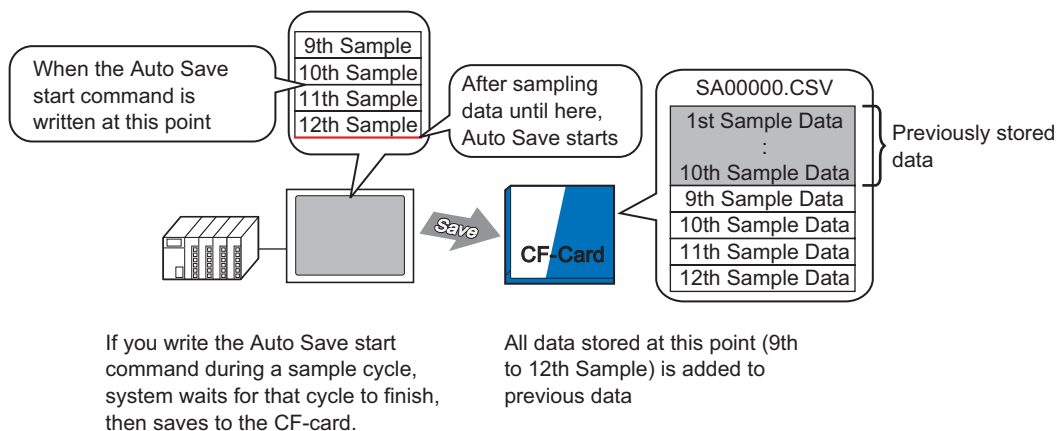 9th Sample
10th Sample
11th Sample
12th Sample
When the Auto Save
start command is
written at this point
After sampling
data until here,
Auto Save starts
SA00000.CSV
1st Sample Data
:
10th Sample Data
9th Sample Data
10th Sample Data
11th Sample Data
12th Sample Data
Previously stored
data
Save
CF-Card
If you write the Auto Save start
command during a sample cycle,
system waits for that cycle to finish,
then saves to the CF-card.
All data stored at this point (9th
to 12th Sample) is added to
previous data